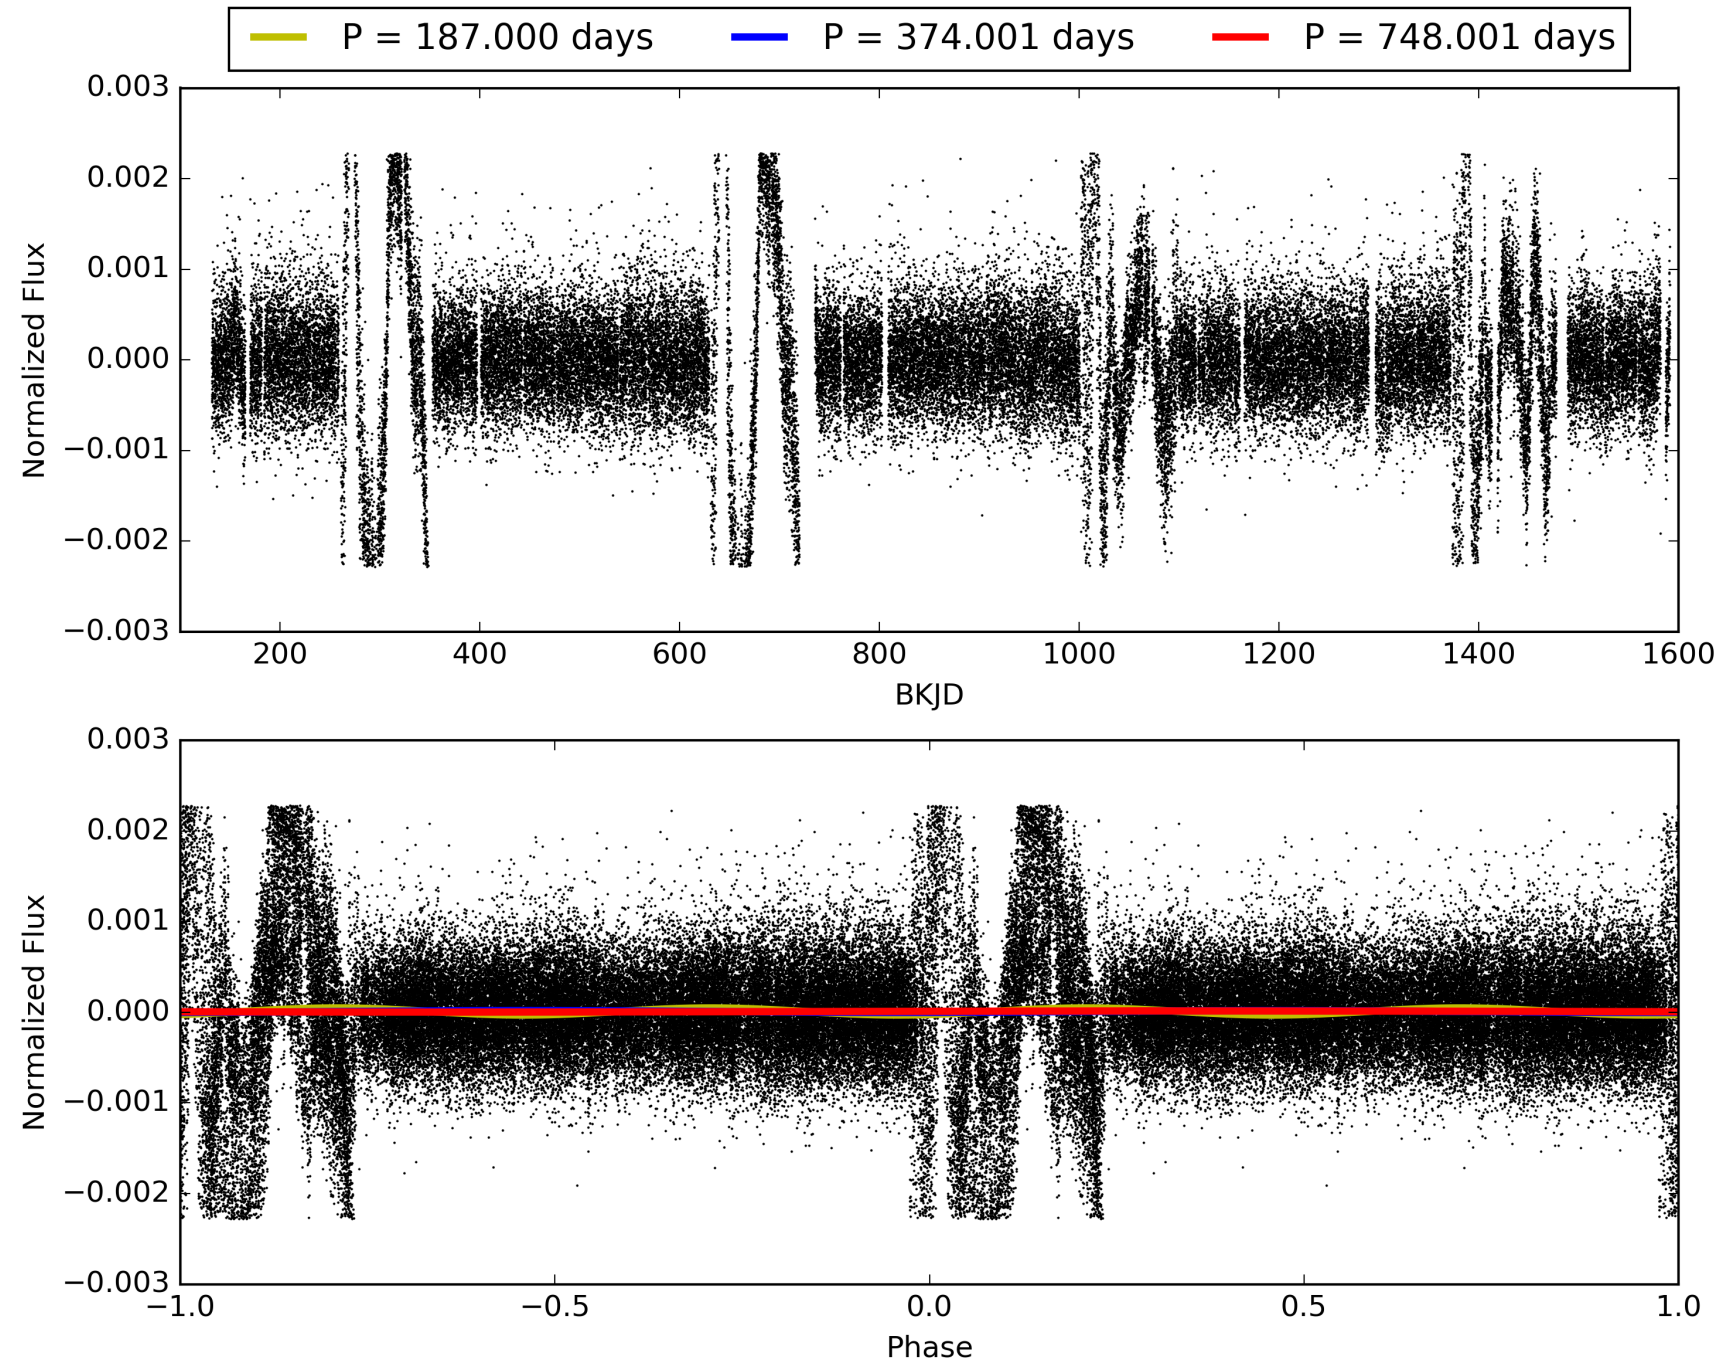 P = 187.000 days P = 374.001 days P = 748.001 days
0.003
0.002
0.001
0.000
−0.001
−0.002
−0.003
Normalized Flux
200 400 600 800 1000 1200 1400 1600
BKJD
0.003
0.002
0.001
0.000
−0.001
−0.002
−0.003
Normalized Flux
−1.0 −0.5 0.0 0.5 1.0
Phase